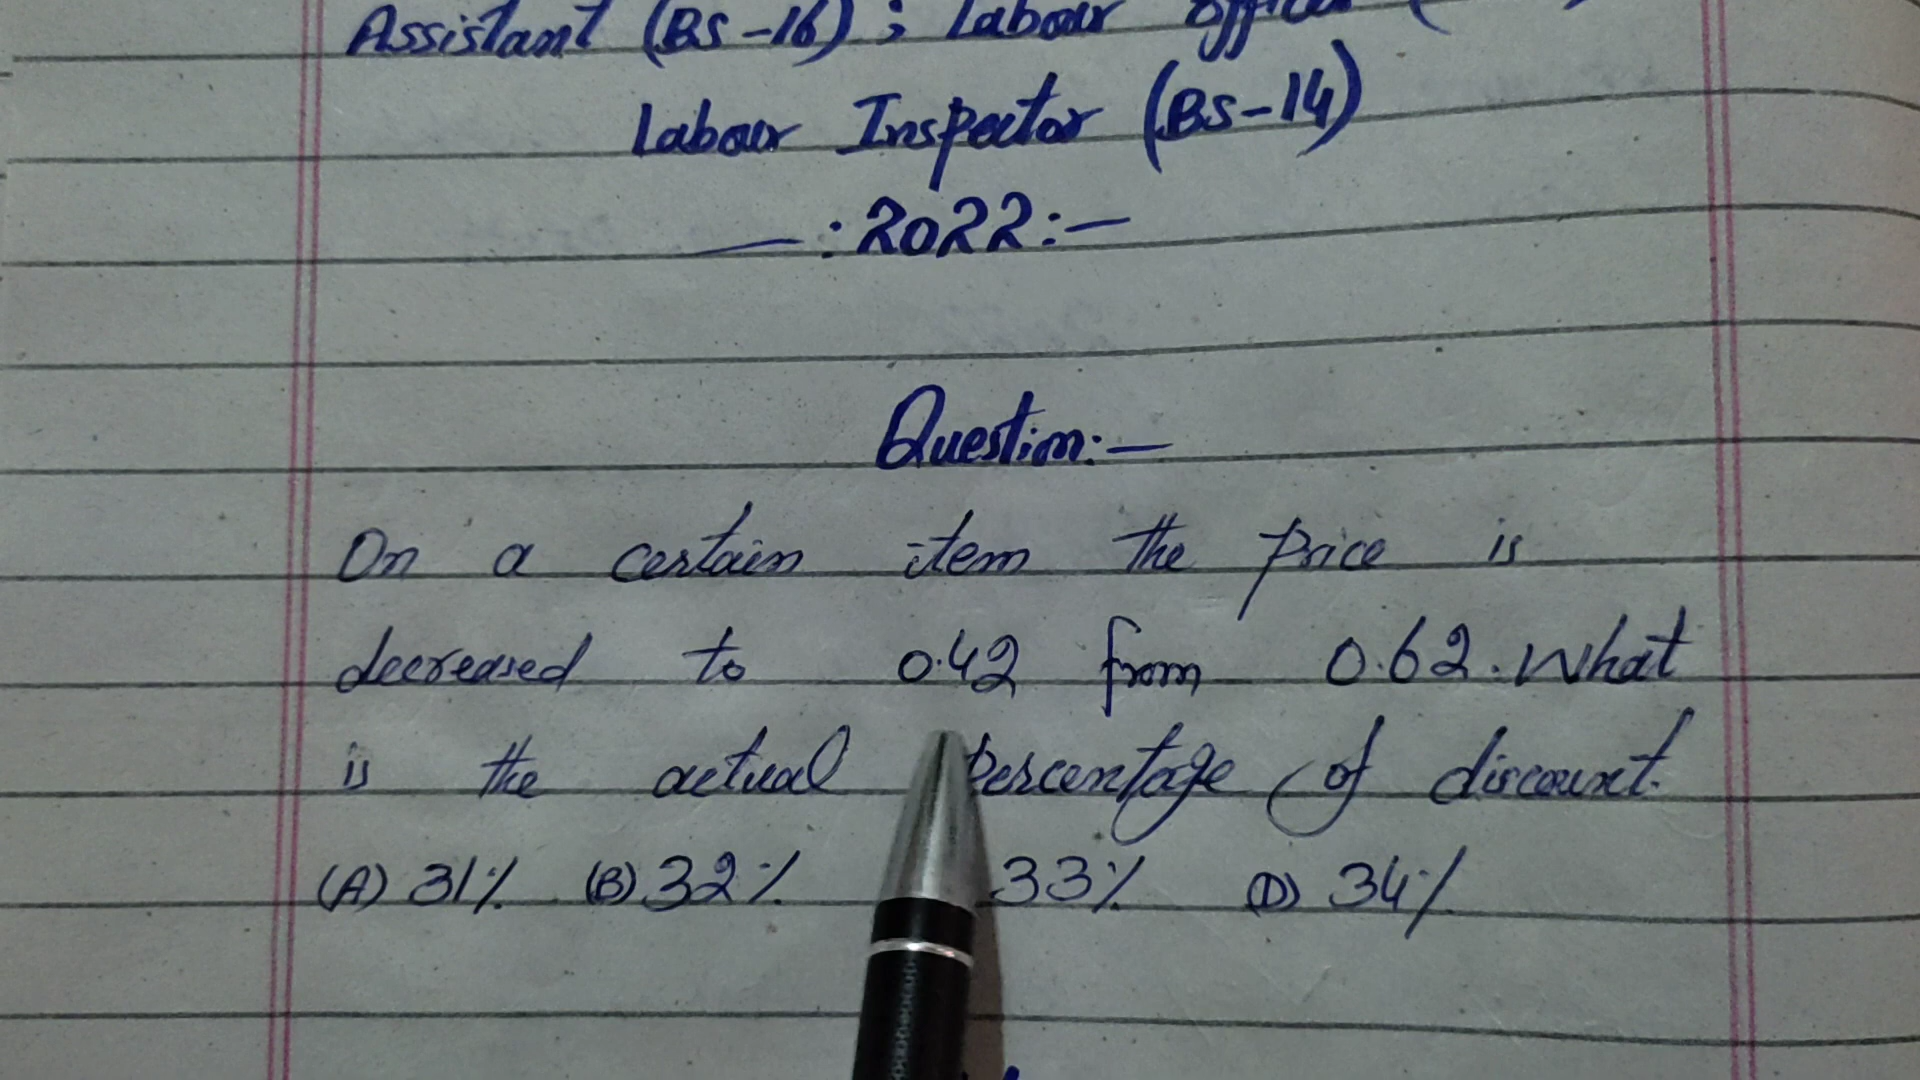 Assistant (BS-16) ; Labour Officer (
Labour Inspector (BS-14)
—:2022:—
Question:—
On a certain item the price is
decreased to 0.42 from 0.62. What
is the actual percentage of discount.
(A) 31% (B) 32% 33% (D) 34%